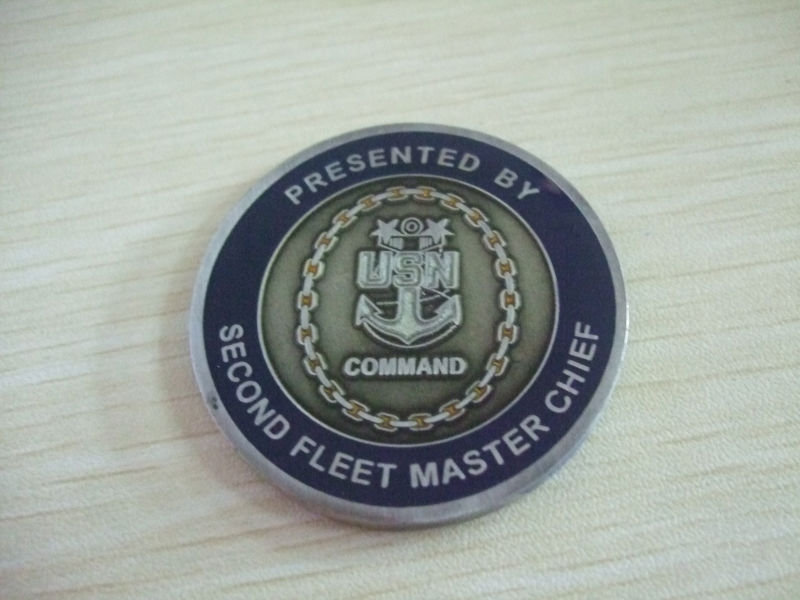 PRESENTED BY
USN
COMMAND
SECOND FLEET MASTER CHIEF